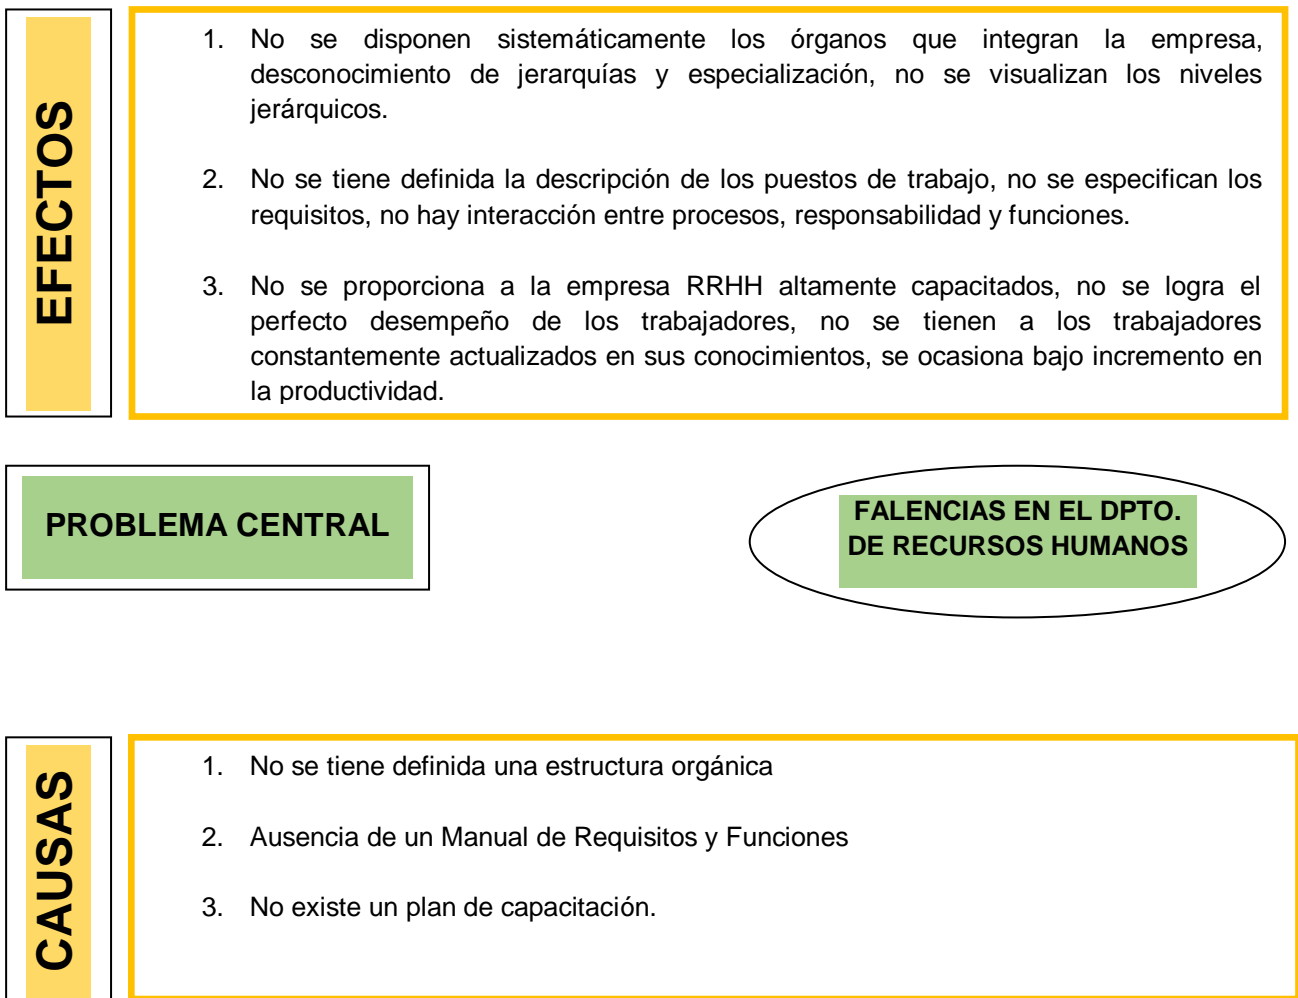 EFECTOS
1. No se disponen sistemáticamente los órganos que integran la empresa,
desconocimiento de jerarquías y especialización, no se visualizan los niveles
jerárquicos.
2. No se tiene definida la descripción de los puestos de trabajo, no se especifican los
requisitos, no hay interacción entre procesos, responsabilidad y funciones.
3. No se proporciona a la empresa RRHH altamente capacitados, no se logra el
perfecto desempeño de los trabajadores, no se tienen a los trabajadores
constantemente actualizados en sus conocimientos, se ocasiona bajo incremento en
la productividad.
PROBLEMA CENTRAL
FALENCIAS EN EL DPTO.
DE RECURSOS HUMANOS
CAUSAS
1. No se tiene definida una estructura orgánica
2. Ausencia de un Manual de Requisitos y Funciones
3. No existe un plan de capacitación.